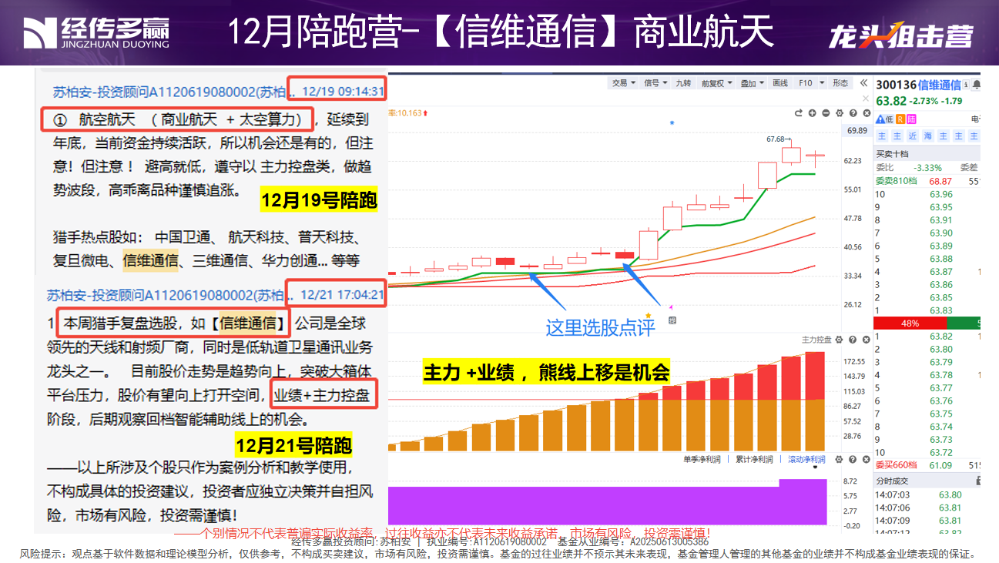 经传多赢
JINGZHUAN DUOYING
12月陪跑营-【信维通信】商业航天
龙头狙击营
苏柏安-投资顾问A1120619080002(苏柏... 12/19 09:14:31
① 航空航天 （商业航天 + 太空算力），延续到
年底，当前资金持续活跃，所以机会还是有的，但注
意！但注意！ 避高就低，遵守以 主力控盘类，做趋
势波段，高乖离品种谨慎追涨。
12月19号陪跑
猎手热点股如： 中国卫通、 航天科技、普天科技、
复旦微电、信维通信、三维通信、华力创通... 等等
苏柏安-投资顾问A1120619080002(苏柏... 12/21 17:04:21
1 本周猎手复盘选股，如【信维通信】公司是全球
领先的天线和射频厂商，同时是低轨道卫星通讯业务
龙头之一。 目前股价走势是趋势向上，突破大箱体
平台压力，股价有望向上打开空间，业绩+主力控盘
阶段，后期观察回档智能辅助线上的机会。
12月21号陪跑
——以上所涉及个股只作为案例分析和教学使用，
不构成具体的投资建议，投资者应独立决策并自担风
险，市场有风险，投资需谨慎！
交易 信号 九转 前复权 叠加 画线 F10 形态
率:10.163
69.89
67.68→
62.23
55.01
47.78
40.56
33.34
26.12
这里选股点评
主力控盘
主力 +业绩 ，熊线上移是机会
172.55
143.79
115.03
86.27
57.52
28.76
单季净利润 | 累计净利润 | 滚动净利润
8.72
5.75
2.77
-0.20
300136 信维通信
63.82 -2.73% -1.79
低 R 陆
主 主 近 海 主 主 主
买卖十档
委比 -3.33% 委差
委卖810档 68.87 551
10 63.96
9 63.95
8 63.91
7 63.90
6 63.89
5 63.88
4 63.87 1
3 63.86
2 63.85
1 63.83
48% 5
1 63.82 1
2 63.80
3 63.79
4 63.78 1
5 63.77
6 63.76
7 63.75
8 63.74
9 63.73
10 63.72
委买660档 61.09 515
分时成交
14:07:03 63.80
14:07:06 63.81
14:07:09 63.81
14:07:12 63.82
——个别情况不代表普遍实际收益率，过往收益亦不代表未来收益承诺，市场有风险，投资需谨慎！
经传多赢投资顾问:苏柏安 | 执业编号:A1120619080002 基金从业编号：A20250613005386
风险提示：观点基于软件数据和理论模型分析，仅供参考，不构成买卖建议，市场有风险，投资需谨慎。基金的过往业绩并不预示其未来表现，基金管理人管理的其他基金的业绩并不构成基金业绩表现的保证。